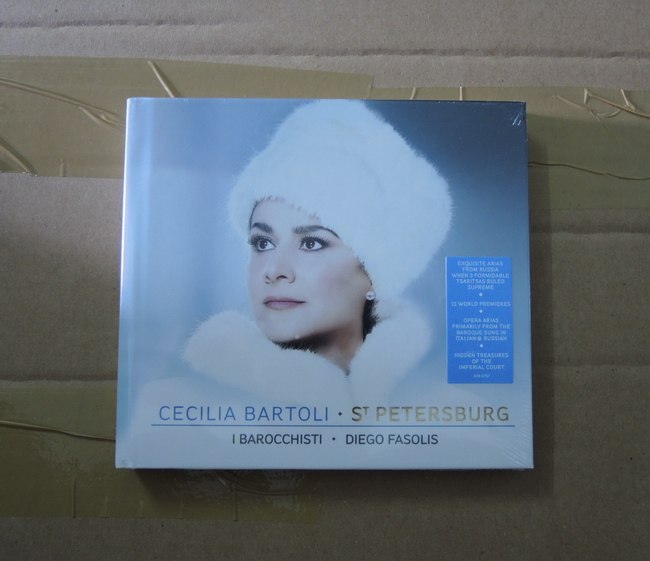 EXQUISITE ARIAS
FROM RUSSIA
WHEN 3 FORMIDABLE
TSARITSAS RULED
SUPREME
11 WORLD PREMIERES
OPERA ARIAS
PRIMARILY FROM THE
BAROQUE SUNG IN
ITALIAN & RUSSIAN
HIDDEN TREASURES
OF THE
IMPERIAL COURT
CECILIA BARTOLI • ST PETERSBURG
I BAROCCHISTI • DIEGO FASOLIS